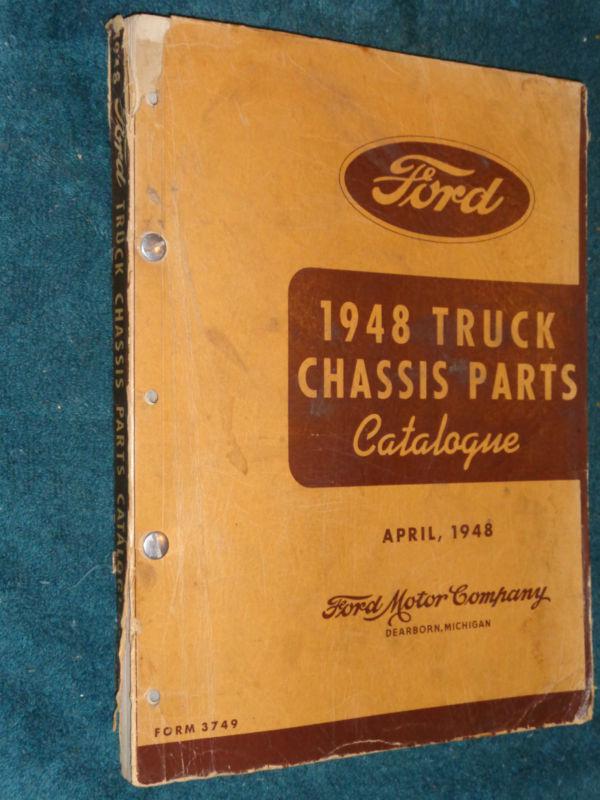 1948 Ford TRUCK CHASSIS PARTS CATALOG
Ford
1948 TRUCK
CHASSIS PARTS
Catalogue
APRIL, 1948
Ford Motor Company
DEARBORN, MICHIGAN
FORM 3749